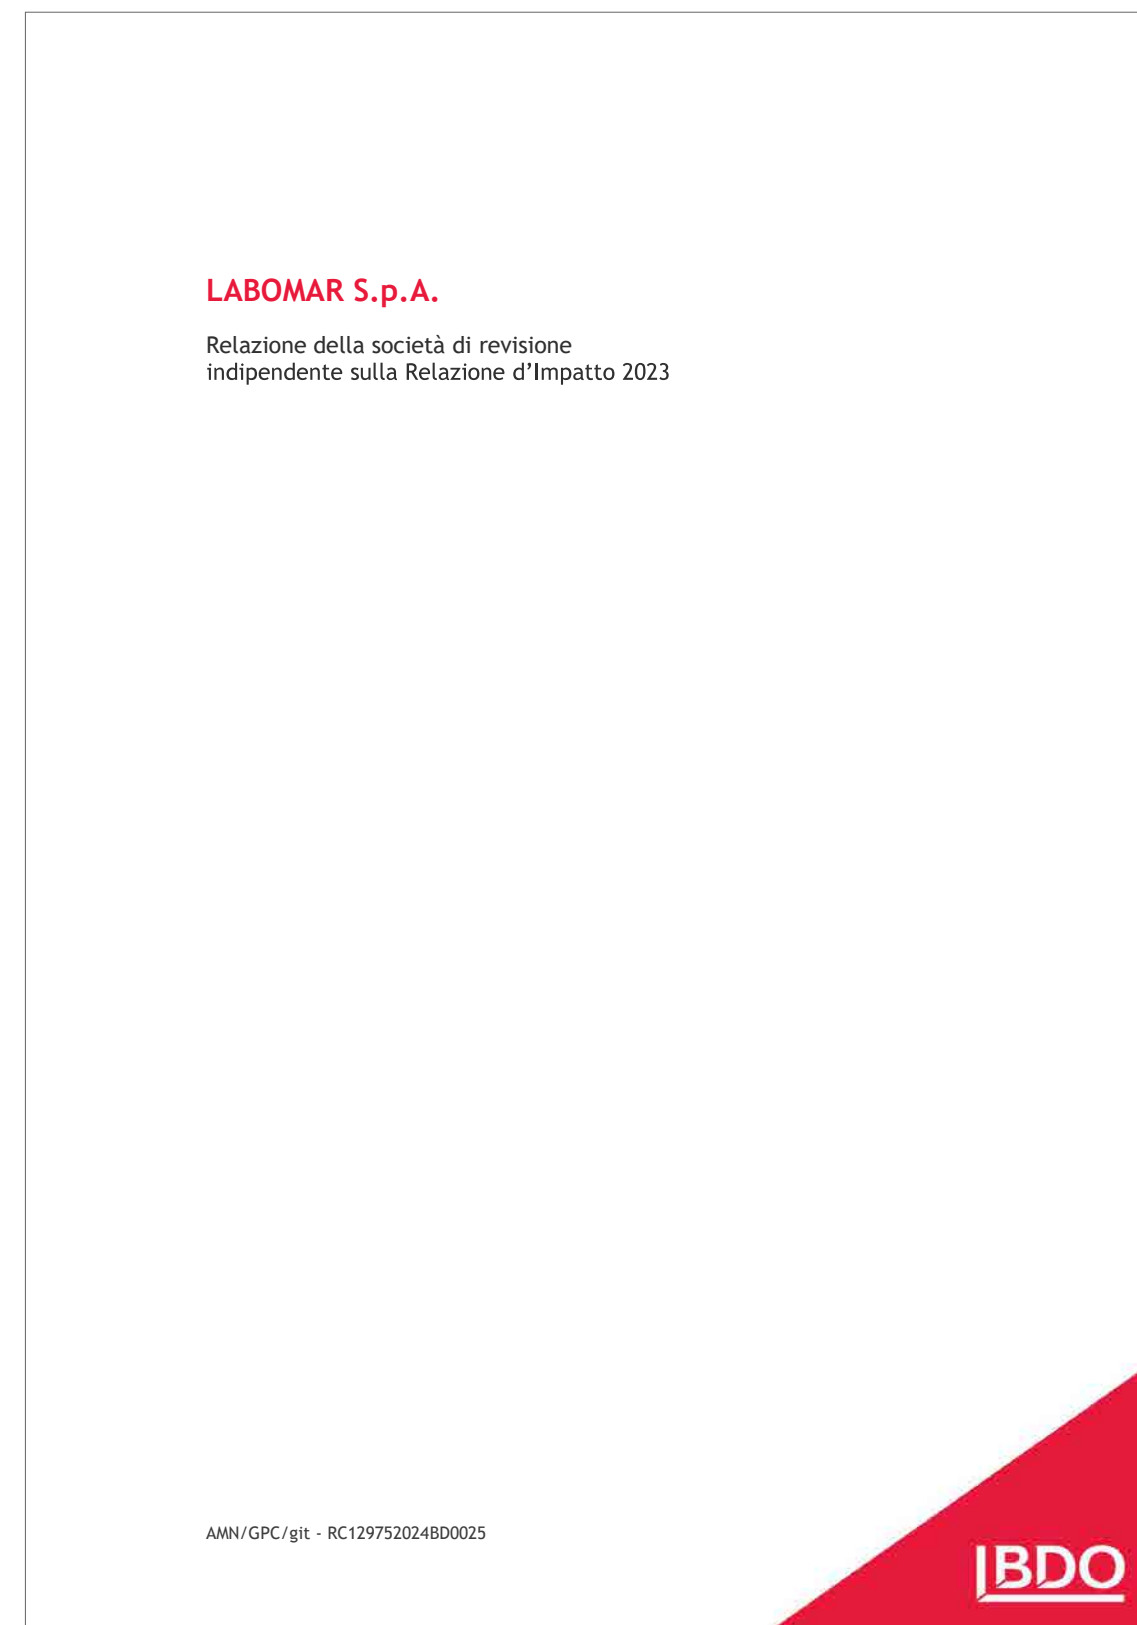 LABOMAR S.p.A.
Relazione della società di revisione
indipendente sulla Relazione d’Impatto 2023
AMN/GPC/git - RC129752024BD0025
BDO